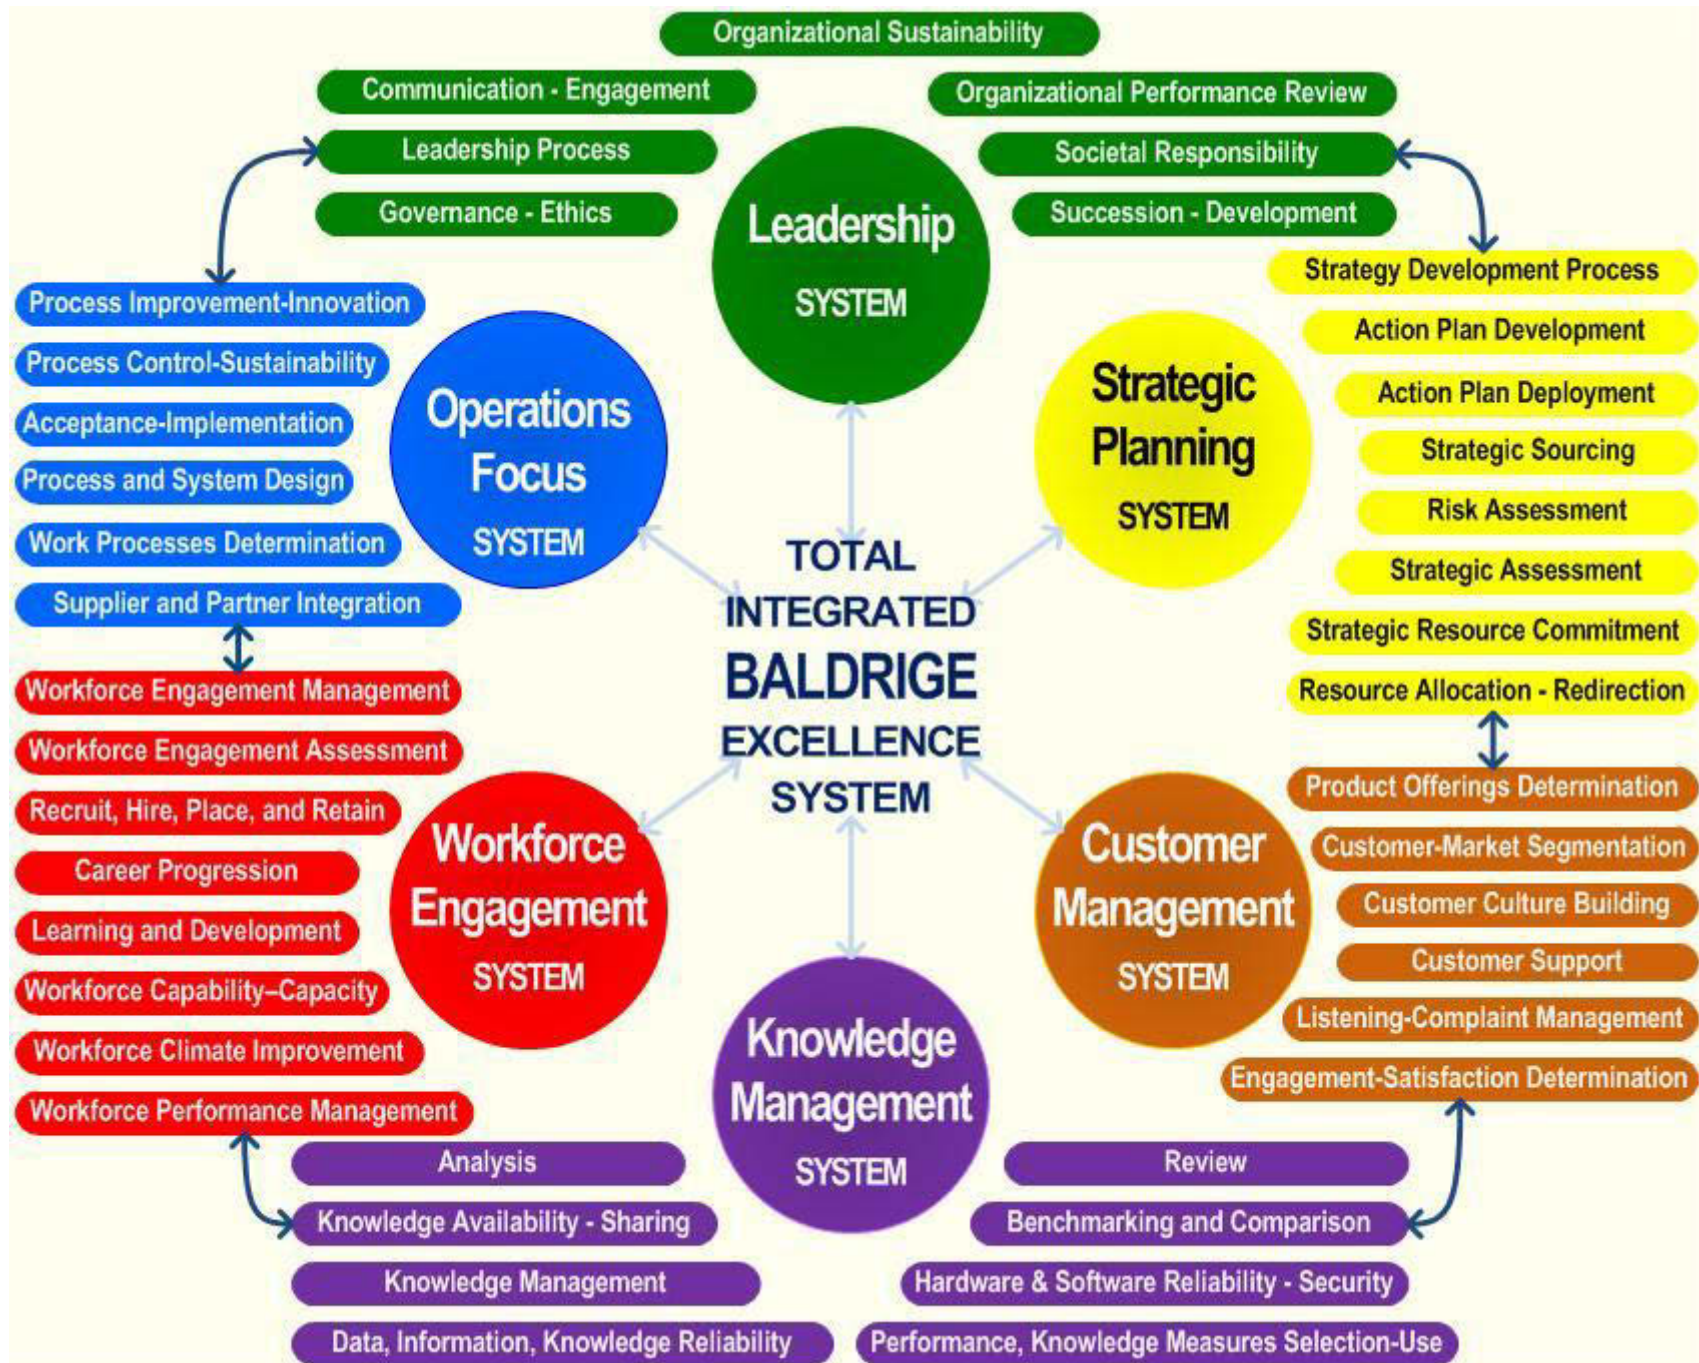 Organizational Sustainability
Communication - Engagement
Organizational Performance Review
Leadership Process
Societal Responsibility
Governance - Ethics
Succession - Development
Leadership
SYSTEM
Process Improvement-Innovation
Process Control-Sustainability
Acceptance-Implementation
Process and System Design
Work Processes Determination
Supplier and Partner Integration
Operations
Focus
SYSTEM
Strategic
Planning
SYSTEM
Strategy Development Process
Action Plan Development
Action Plan Deployment
Strategic Sourcing
Risk Assessment
Strategic Assessment
Strategic Resource Commitment
Resource Allocation - Redirection
TOTAL
INTEGRATED
BALDRIGE
EXCELLENCE
SYSTEM
Workforce Engagement Management
Workforce Engagement Assessment
Recruit, Hire, Place, and Retain
Career Progression
Learning and Development
Workforce Capability–Capacity
Workforce Climate Improvement
Workforce Performance Management
Workforce
Engagement
SYSTEM
Customer
Management
SYSTEM
Product Offerings Determination
Customer-Market Segmentation
Customer Culture Building
Customer Support
Listening-Complaint Management
Engagement-Satisfaction Determination
Knowledge
Management
SYSTEM
Analysis
Review
Knowledge Availability - Sharing
Benchmarking and Comparison
Knowledge Management
Hardware & Software Reliability - Security
Data, Information, Knowledge Reliability
Performance, Knowledge Measures Selection-Use